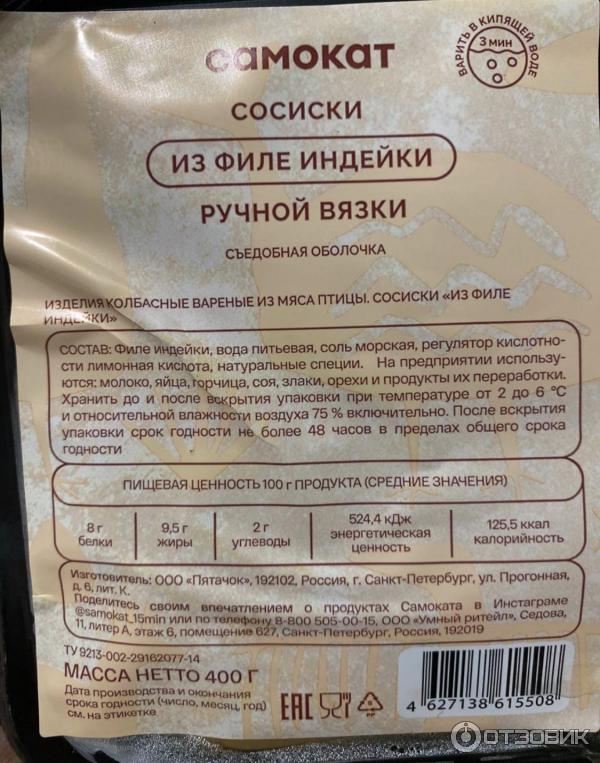 самокат
ВАРИТЬ В КИПЯЩЕЙ ВОДЕ
3 МИН
СОСИСКИ
ИЗ ФИЛЕ ИНДЕЙКИ
РУЧНОЙ ВЯЗКИ
СЪЕДОБНАЯ ОБОЛОЧКА
ИЗДЕЛИЯ КОЛБАСНЫЕ ВАРЕНЫЕ ИЗ МЯСА ПТИЦЫ. СОСИСКИ «ИЗ ФИЛЕ
ИНДЕЙКИ»
СОСТАВ: Филе индейки, вода питьевая, соль морская, регулятор кислотно-
сти лимонная кислота, натуральные специи. На предприятии использу-
ются: молоко, яйца, горчица, соя, злаки, орехи и продукты их переработки.
Хранить до и после вскрытия упаковки при температуре от 2 до 6 °С
и относительной влажности воздуха 75 % включительно. После вскрытия
упаковки срок годности не более 48 часов в пределах общего срока
годности
ПИЩЕВАЯ ЦЕННОСТЬ 100 г ПРОДУКТА (СРЕДНИЕ ЗНАЧЕНИЯ)
8 г
белки
9,5 г
жиры
2 г
углеводы
524,4 кДж
энергетическая
ценность
125,5 ккал
калорийность
Изготовитель: ООО «Пятачок», 192102, Россия, г. Санкт-Петербург, ул. Прогонная,
д. 6, лит. К.
Поделитесь своим впечатлением о продуктах Самоката в Инстаграме
@samokat_15min или по телефону 8-800 505-00-15, ООО «Умный ритейл», Седова,
11, литер А, этаж 6, помещение 627, Санкт-Петербург, Россия, 192019
ТУ 9213-002-29162077-14
МАССА НЕТТО 400 Г
Дата производства и окончания
срока годности (число, месяц, год)
см. на этикетке
EAC
4 627138 615508
ОТЗОВИК